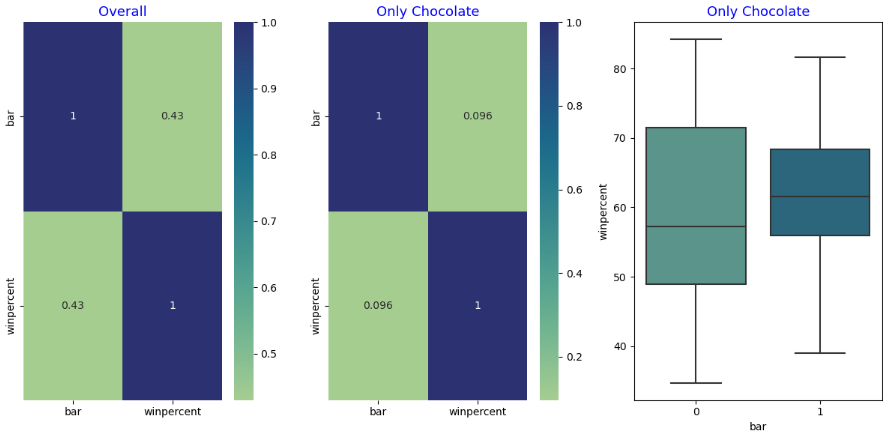 Overall
bar
winpercent
1
0.43
0.43
1
bar
winpercent
1.0
0.9
0.8
0.7
0.6
0.5
Only Chocolate
bar
winpercent
1
0.096
0.096
1
bar
winpercent
1.0
0.8
0.6
0.4
0.2
Only Chocolate
winpercent
80
70
60
50
40
0
1
bar